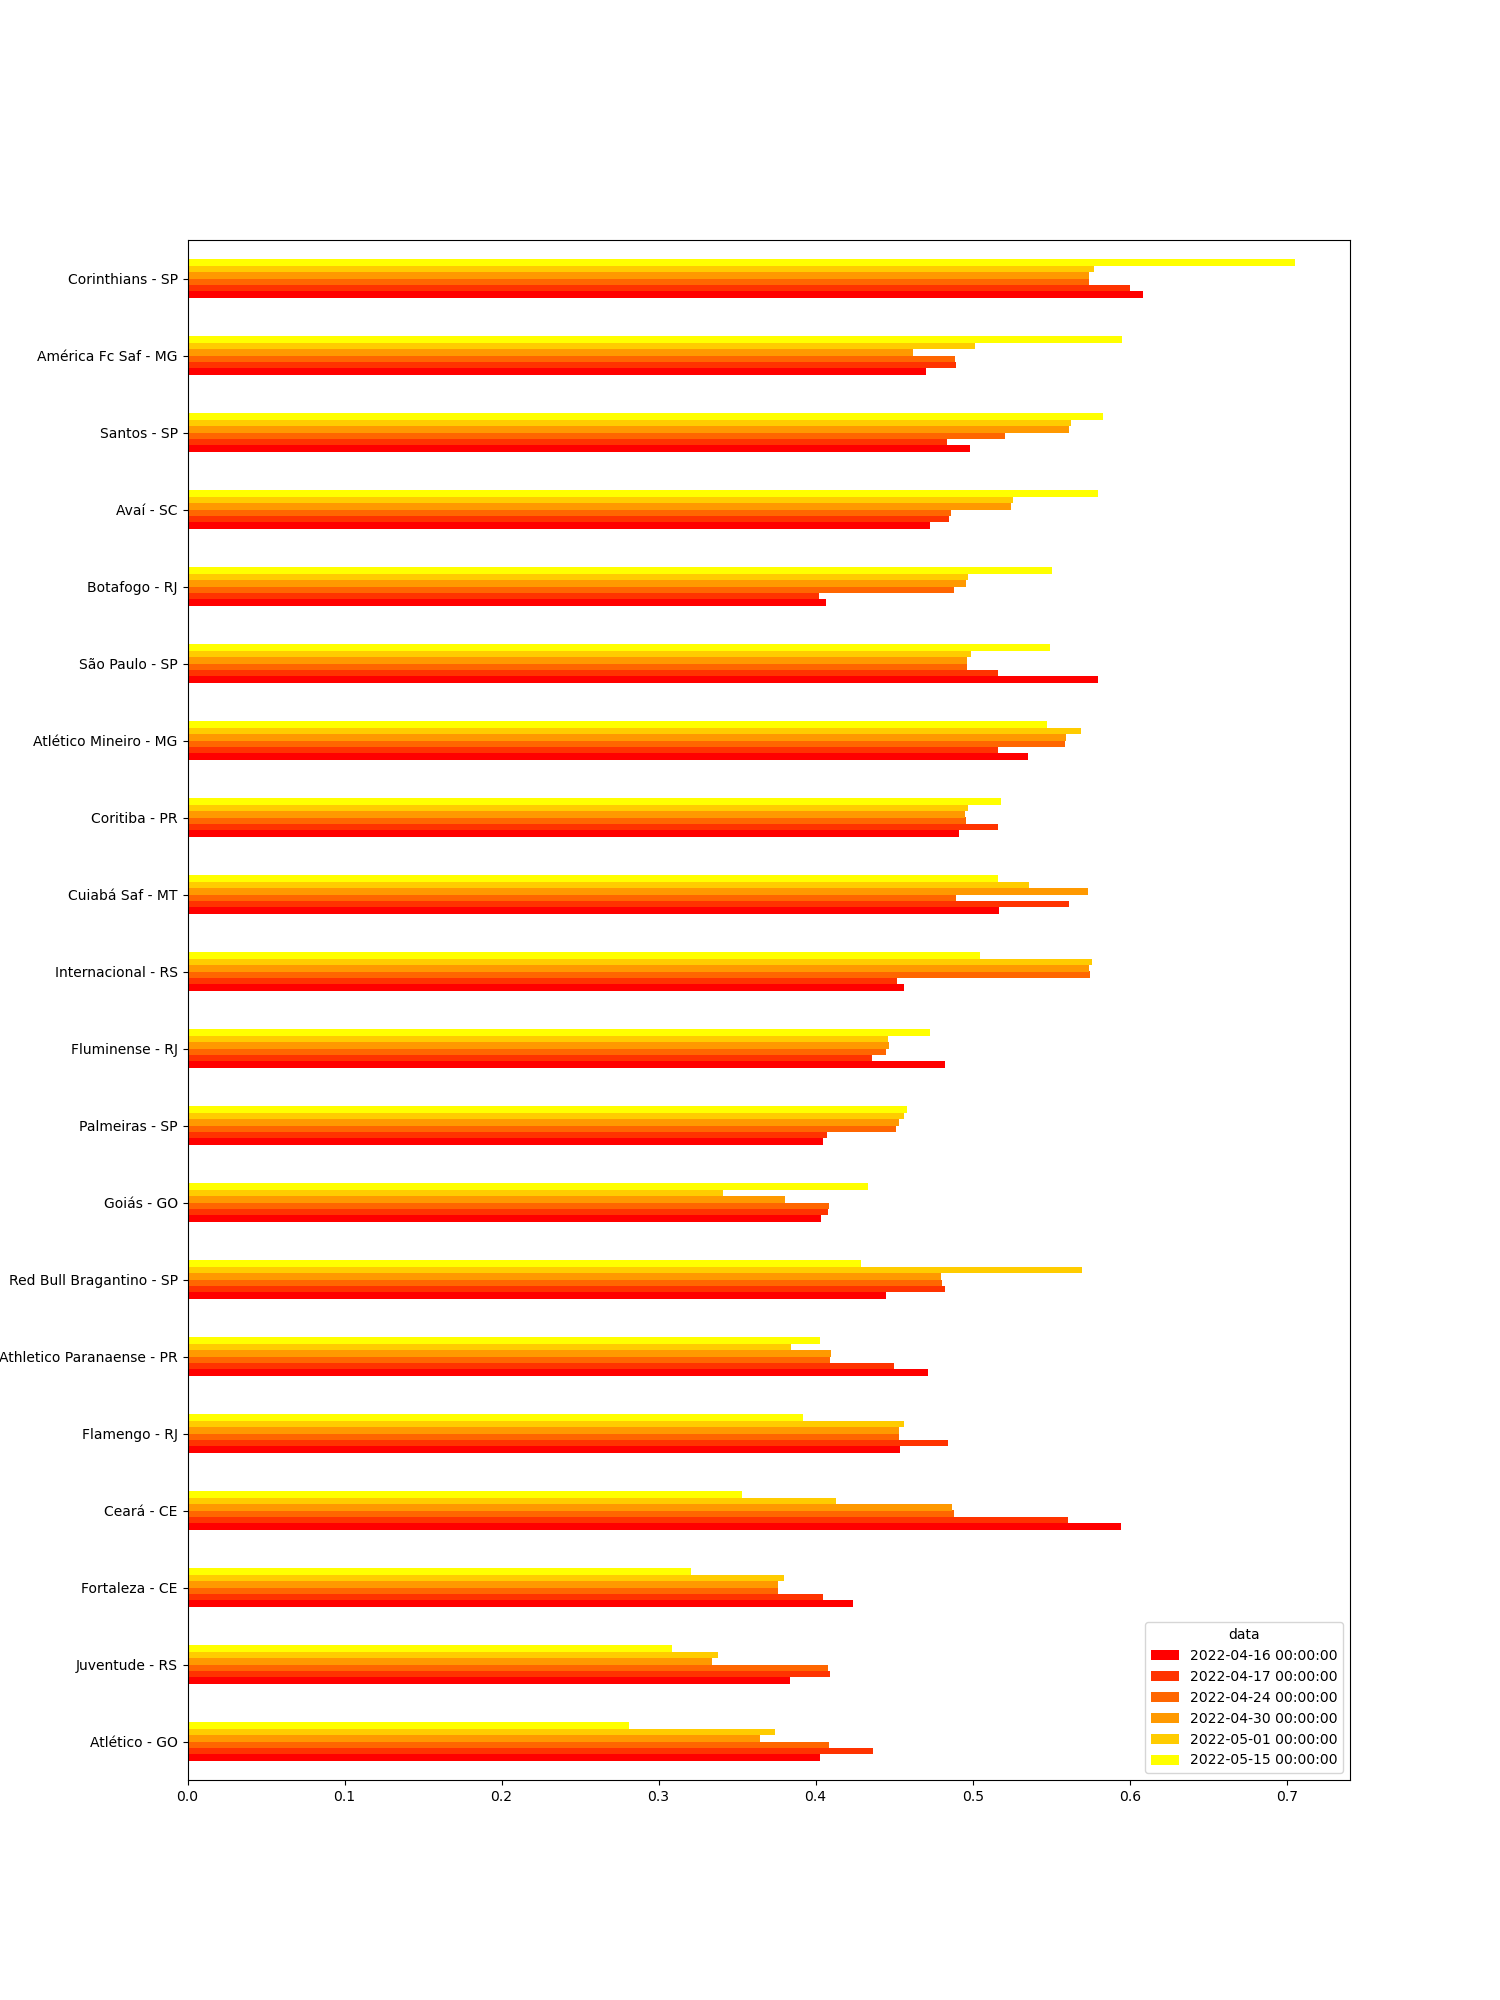 Corinthians - SP
América Fc Saf - MG
Santos - SP
Avaí - SC
Botafogo - RJ
São Paulo - SP
Atlético Mineiro - MG
Coritiba - PR
Cuiabá Saf - MT
Internacional - RS
Fluminense - RJ
Palmeiras - SP
Goiás - GO
Red Bull Bragantino - SP
Athletico Paranaense - PR
Flamengo - RJ
Ceará - CE
Fortaleza - CE
Juventude - RS
Atlético - GO
data
2022-04-16 00:00:00
2022-04-17 00:00:00
2022-04-24 00:00:00
2022-04-30 00:00:00
2022-05-01 00:00:00
2022-05-15 00:00:00
0.0 0.1 0.2 0.3 0.4 0.5 0.6 0.7